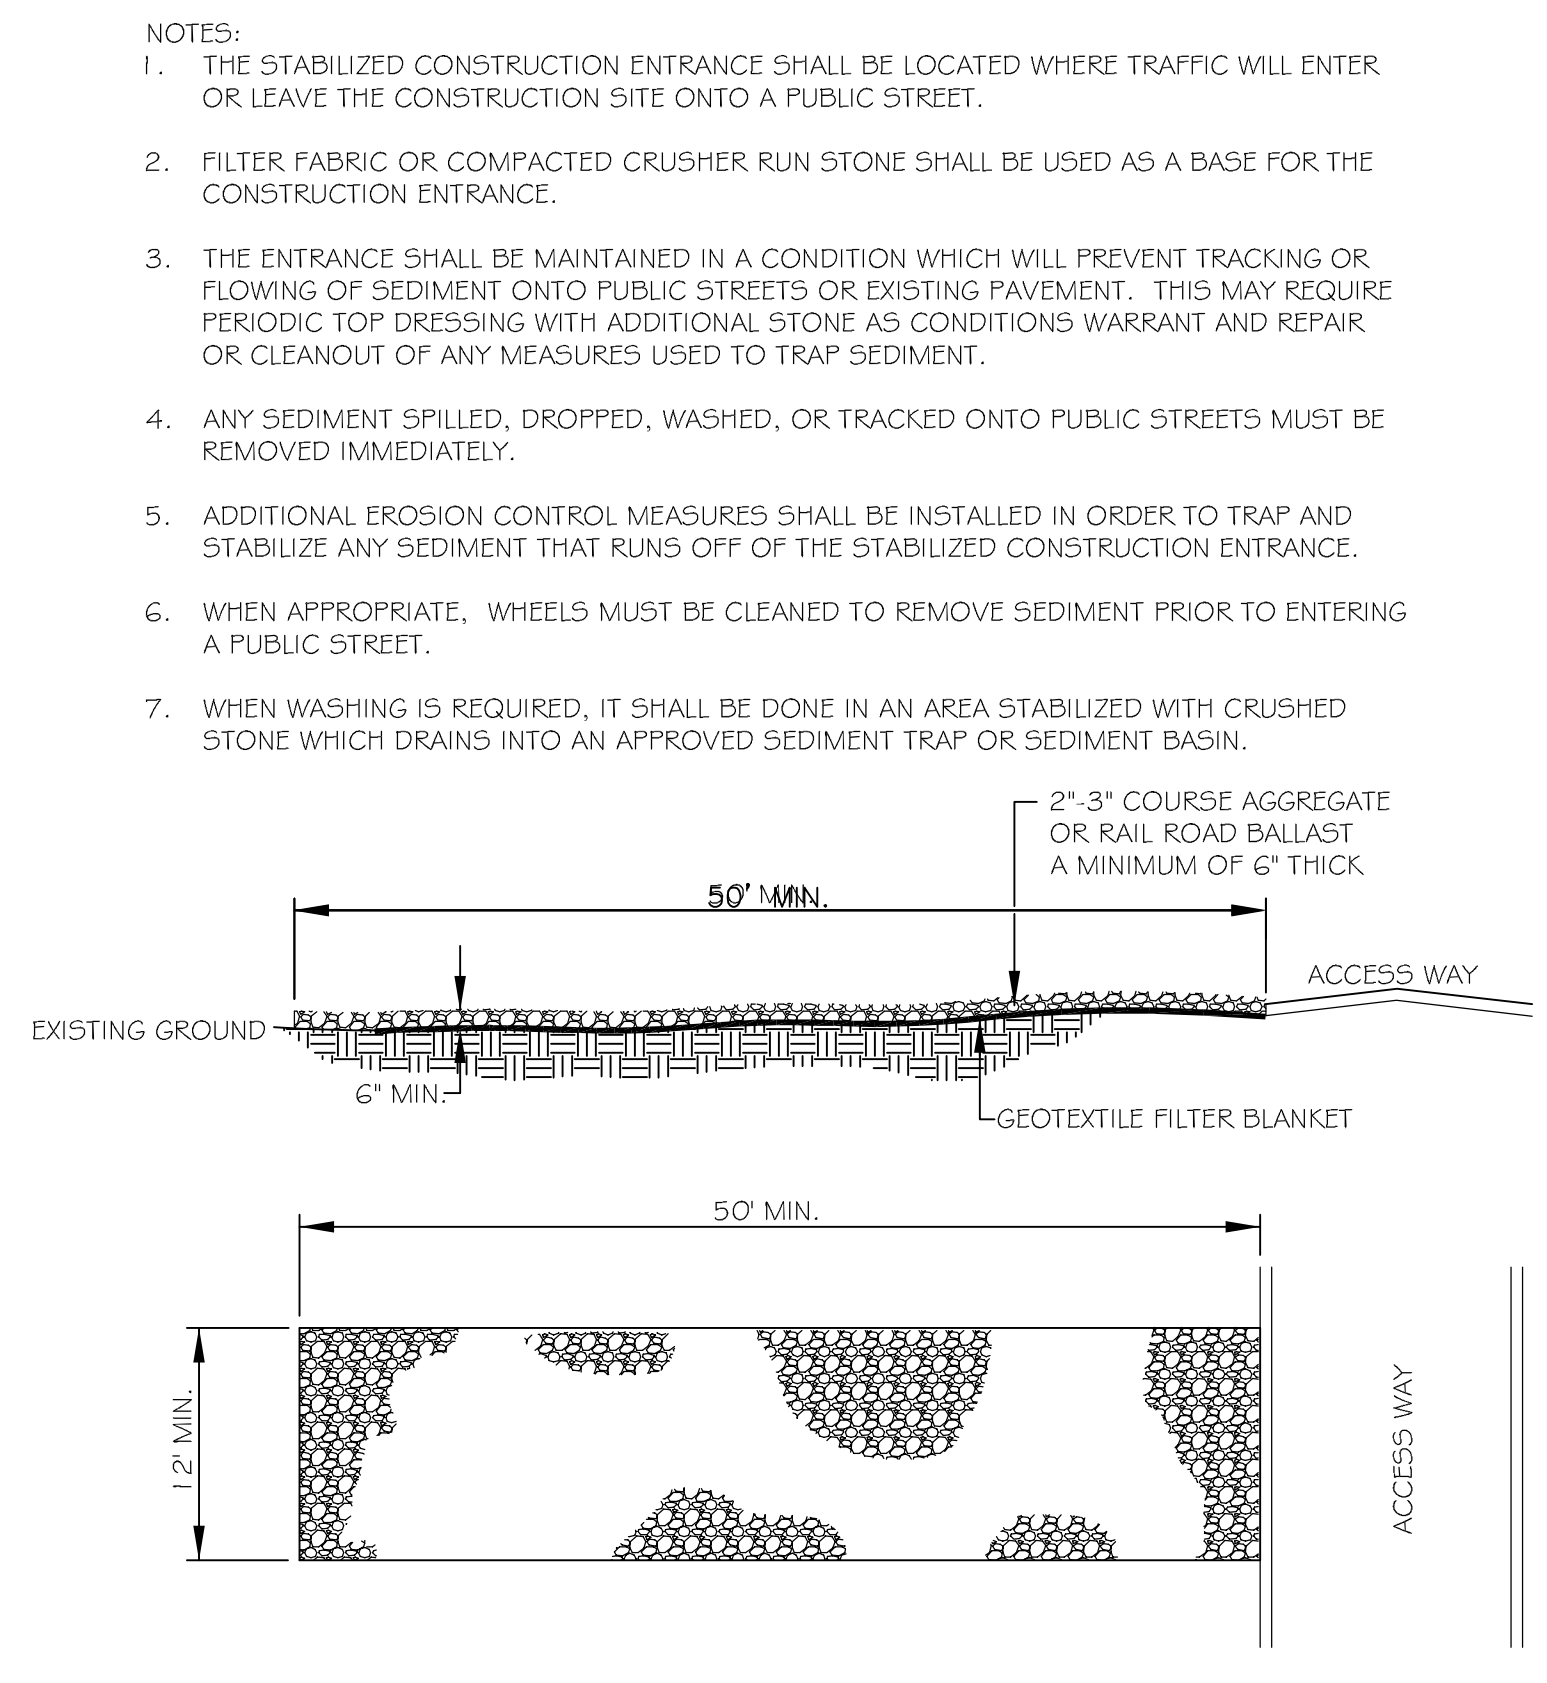 NOTES:
1. THE STABILIZED CONSTRUCTION ENTRANCE SHALL BE LOCATED WHERE TRAFFIC WILL ENTER
OR LEAVE THE CONSTRUCTION SITE ONTO A PUBLIC STREET.
2. FILTER FABRIC OR COMPACTED CRUSHER RUN STONE SHALL BE USED AS A BASE FOR THE
CONSTRUCTION ENTRANCE.
3. THE ENTRANCE SHALL BE MAINTAINED IN A CONDITION WHICH WILL PREVENT TRACKING OR
FLOWING OF SEDIMENT ONTO PUBLIC STREETS OR EXISTING PAVEMENT. THIS MAY REQUIRE
PERIODIC TOP DRESSING WITH ADDITIONAL STONE AS CONDITIONS WARRANT AND REPAIR
OR CLEANOUT OF ANY MEASURES USED TO TRAP SEDIMENT.
4. ANY SEDIMENT SPILLED, DROPPED, WASHED, OR TRACKED ONTO PUBLIC STREETS MUST BE
REMOVED IMMEDIATELY.
5. ADDITIONAL EROSION CONTROL MEASURES SHALL BE INSTALLED IN ORDER TO TRAP AND
STABILIZE ANY SEDIMENT THAT RUNS OFF OF THE STABILIZED CONSTRUCTION ENTRANCE.
6. WHEN APPROPRIATE, WHEELS MUST BE CLEANED TO REMOVE SEDIMENT PRIOR TO ENTERING
A PUBLIC STREET.
7. WHEN WASHING IS REQUIRED, IT SHALL BE DONE IN AN AREA STABILIZED WITH CRUSHED
STONE WHICH DRAINS INTO AN APPROVED SEDIMENT TRAP OR SEDIMENT BASIN.
2"-3" COURSE AGGREGATE
OR RAIL ROAD BALLAST
A MINIMUM OF 6" THICK
50' MIN.
ACCESS WAY
EXISTING GROUND
6" MIN.
GEOTEXTILE FILTER BLANKET
50' MIN.
12' MIN.
ACCESS WAY